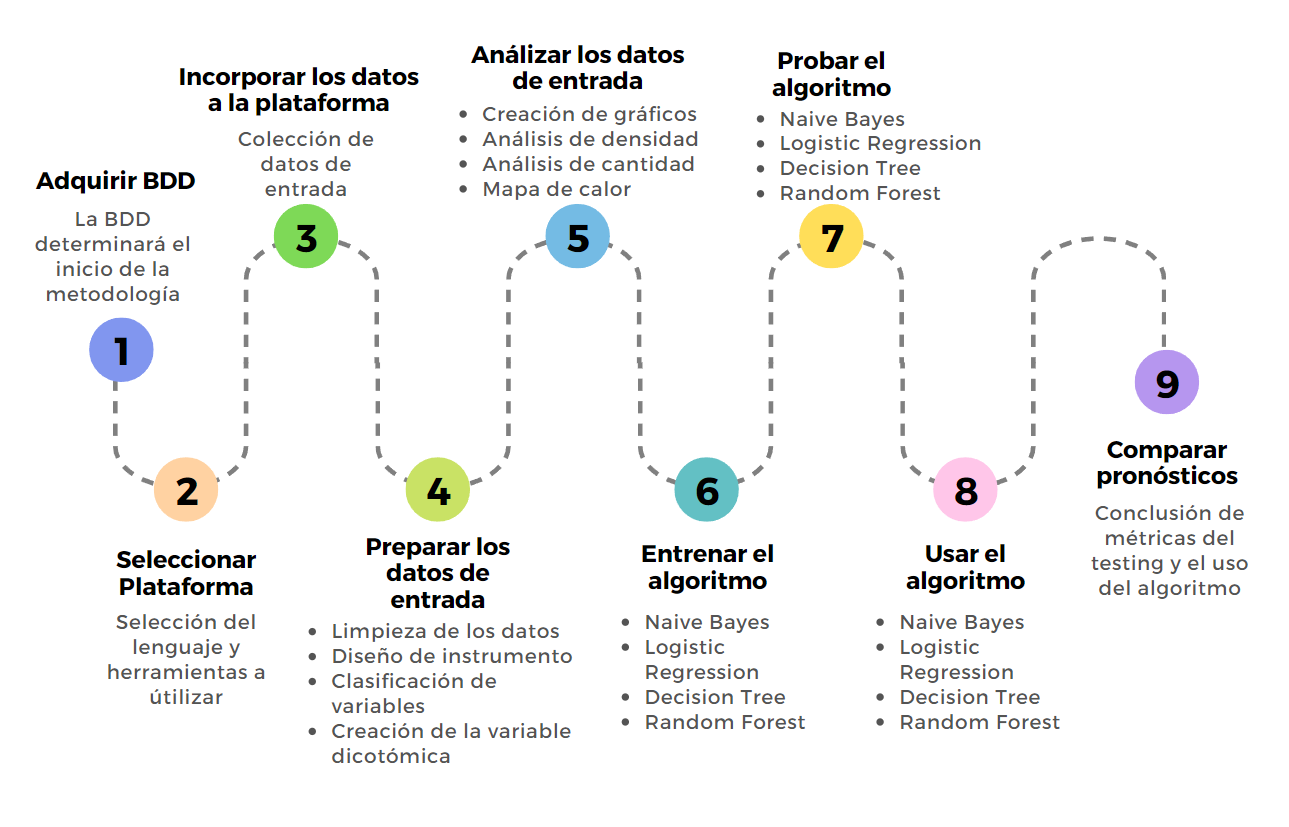 Adquirir BDD
La BDD
determinará el
inicio de la
metodología
1
2
Seleccionar
Plataforma
Selección del
lenguaje y
herramientas a
útilizar
Incorporar los datos
a la plataforma
Colección de
datos de
entrada
3
4
Preparar los
datos de
entrada
• Limpieza de los datos
• Diseño de instrumento
• Clasificación de
variables
• Creación de la variable
dicotómica
Análizar los datos
de entrada
• Creación de gráficos
• Análisis de densidad
• Análisis de cantidad
• Mapa de calor
5
6
Entrenar el
algoritmo
• Naive Bayes
• Logistic
Regression
• Decision Tree
• Random Forest
Probar el
algoritmo
• Naive Bayes
• Logistic Regression
• Decision Tree
• Random Forest
7
8
Usar el
algoritmo
• Naive Bayes
• Logistic
Regression
• Decision Tree
• Random Forest
9
Comparar
pronósticos
Conclusión de
métricas del
testing y el uso
del algoritmo